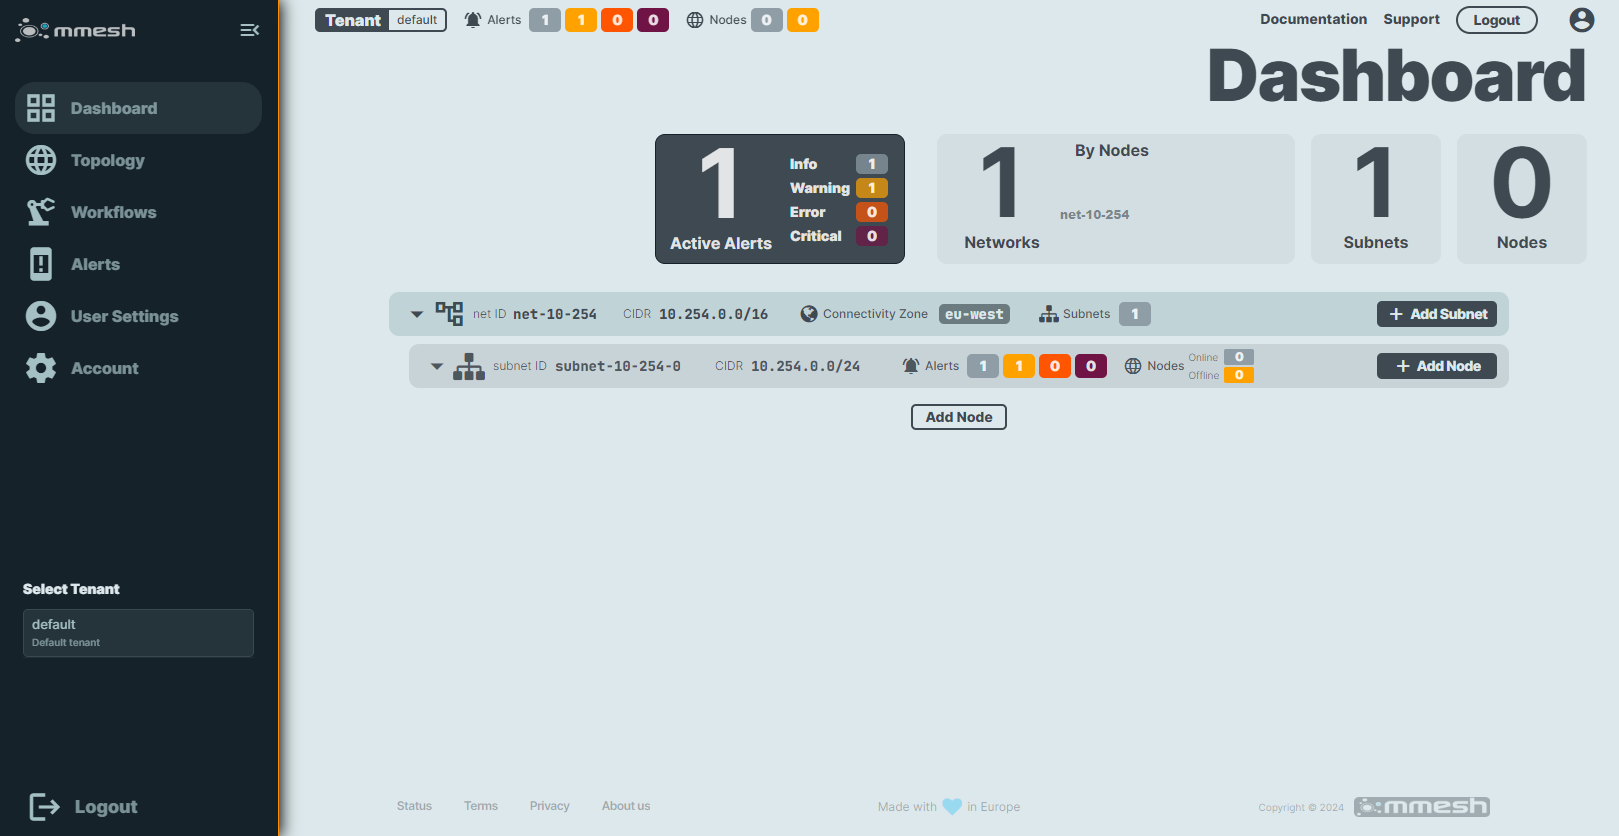 mmesh
Dashboard
Topology
Workflows
Alerts
User Settings
Account
Select Tenant
default
Default tenant
Logout
Tenant default Alerts 1 1 0 0 Nodes 0 0
Documentation Support Logout
Dashboard
1
Active Alerts
Info 1
Warning 1
Error 0
Critical 0
1
Networks
By Nodes
net-10-254
1
Subnets
0
Nodes
net ID net-10-254 CIDR 10.254.0.0/16 Connectivity Zone eu-west Subnets 1 + Add Subnet
subnet ID subnet-10-254-0 CIDR 10.254.0.0/24 Alerts 1 1 0 0 Nodes Online 0 Offline 0 + Add Node
Add Node
Status Terms Privacy About us
Made with in Europe
Copyright © 2024 mmesh